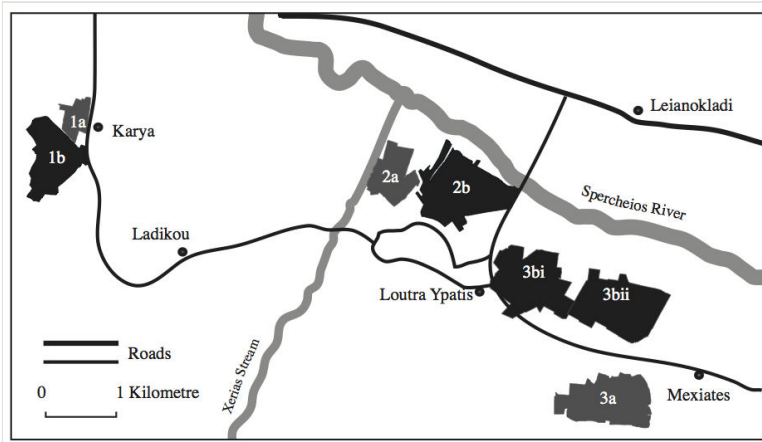 Leianokladi
1a
Karya
1b
2a
2b
Spercheios River
Ladikou
3bi
Loutra Ypatis
3bii
Roads
Xerias Stream
0 1 Kilometre
Mexiates
3a